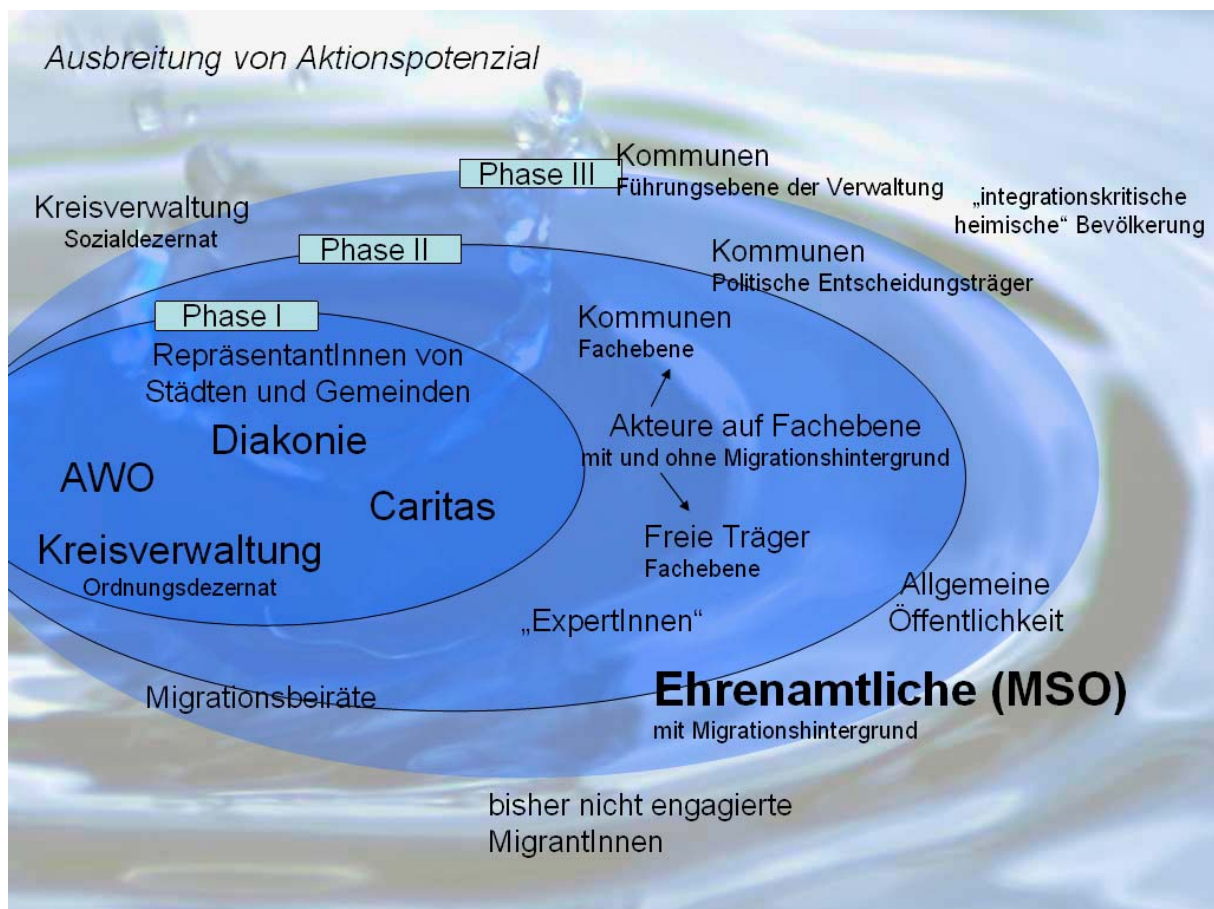 Ausbreitung von Aktionspotenzial
Phase III
Kommunen
Führungsebene der Verwaltung
„integrationskritische
heimische“ Bevölkerung
Kreisverwaltung
Sozialdezernat
Phase II
Kommunen
Politische Entscheidungsträger
Phase I
Kommunen
Fachebene
RepräsentantInnen von
Städten und Gemeinden
Diakonie
AWO
Caritas
Kreisverwaltung
Ordnungsdezernat
Akteure auf Fachebene
mit und ohne Migrationshintergrund
Freie Träger
Fachebene
„ExpertInnen“
Allgemeine
Öffentlichkeit
Migrationsbeiräte
Ehrenamtliche (MSO)
mit Migrationshintergrund
bisher nicht engagierte
MigrantInnen